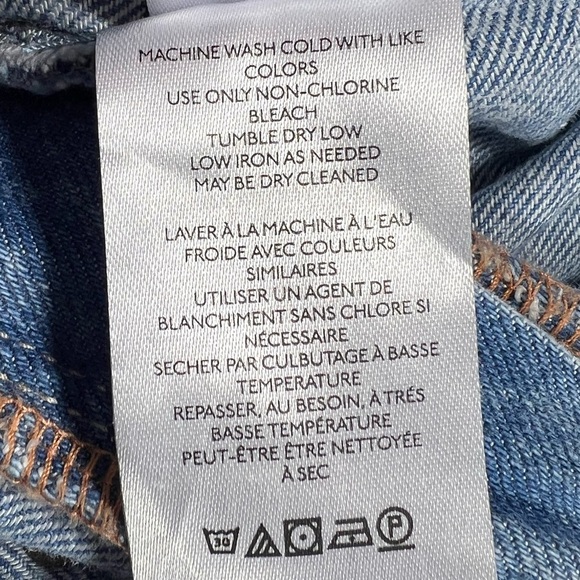 MACHINE WASH COLD WITH LIKE
COLORS
USE ONLY NON-CHLORINE
BLEACH
TUMBLE DRY LOW
LOW IRON AS NEEDED
MAY BE DRY CLEANED
LAVER À LA MACHINE À L'EAU
FROIDE AVEC COULEURS
SIMILAIRES
UTILISER UN AGENT DE
BLANCHIMENT SANS CHLORE SI
NÉCESSAIRE
SECHER PAR CULBUTAGE À BASSE
TEMPERATURE
REPASSER, AU BESOIN, À TRÉS
BASSE TEMPÉRATURE
PEUT-ÊTRE ÊTRE NETTOYÉE
À SEC
30 P